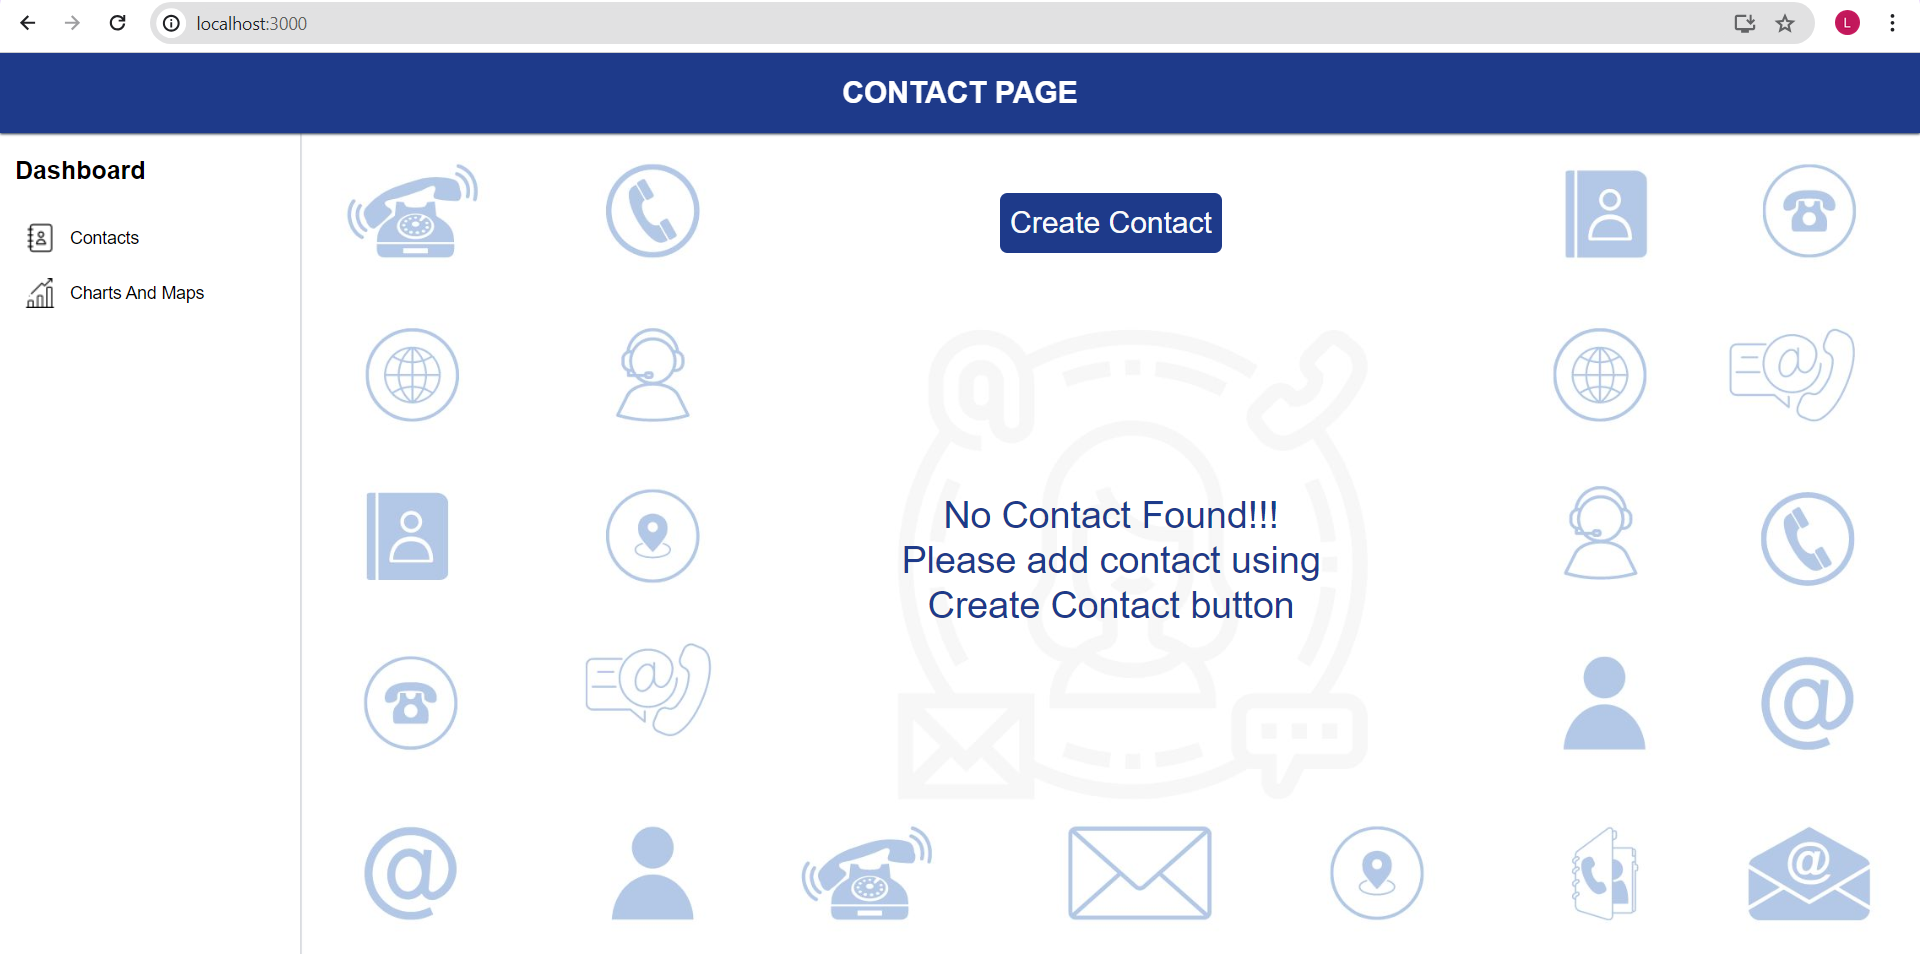 localhost:3000
L
CONTACT PAGE
Dashboard
Contacts
Charts And Maps
Create Contact
No Contact Found!!!
Please add contact using
Create Contact button